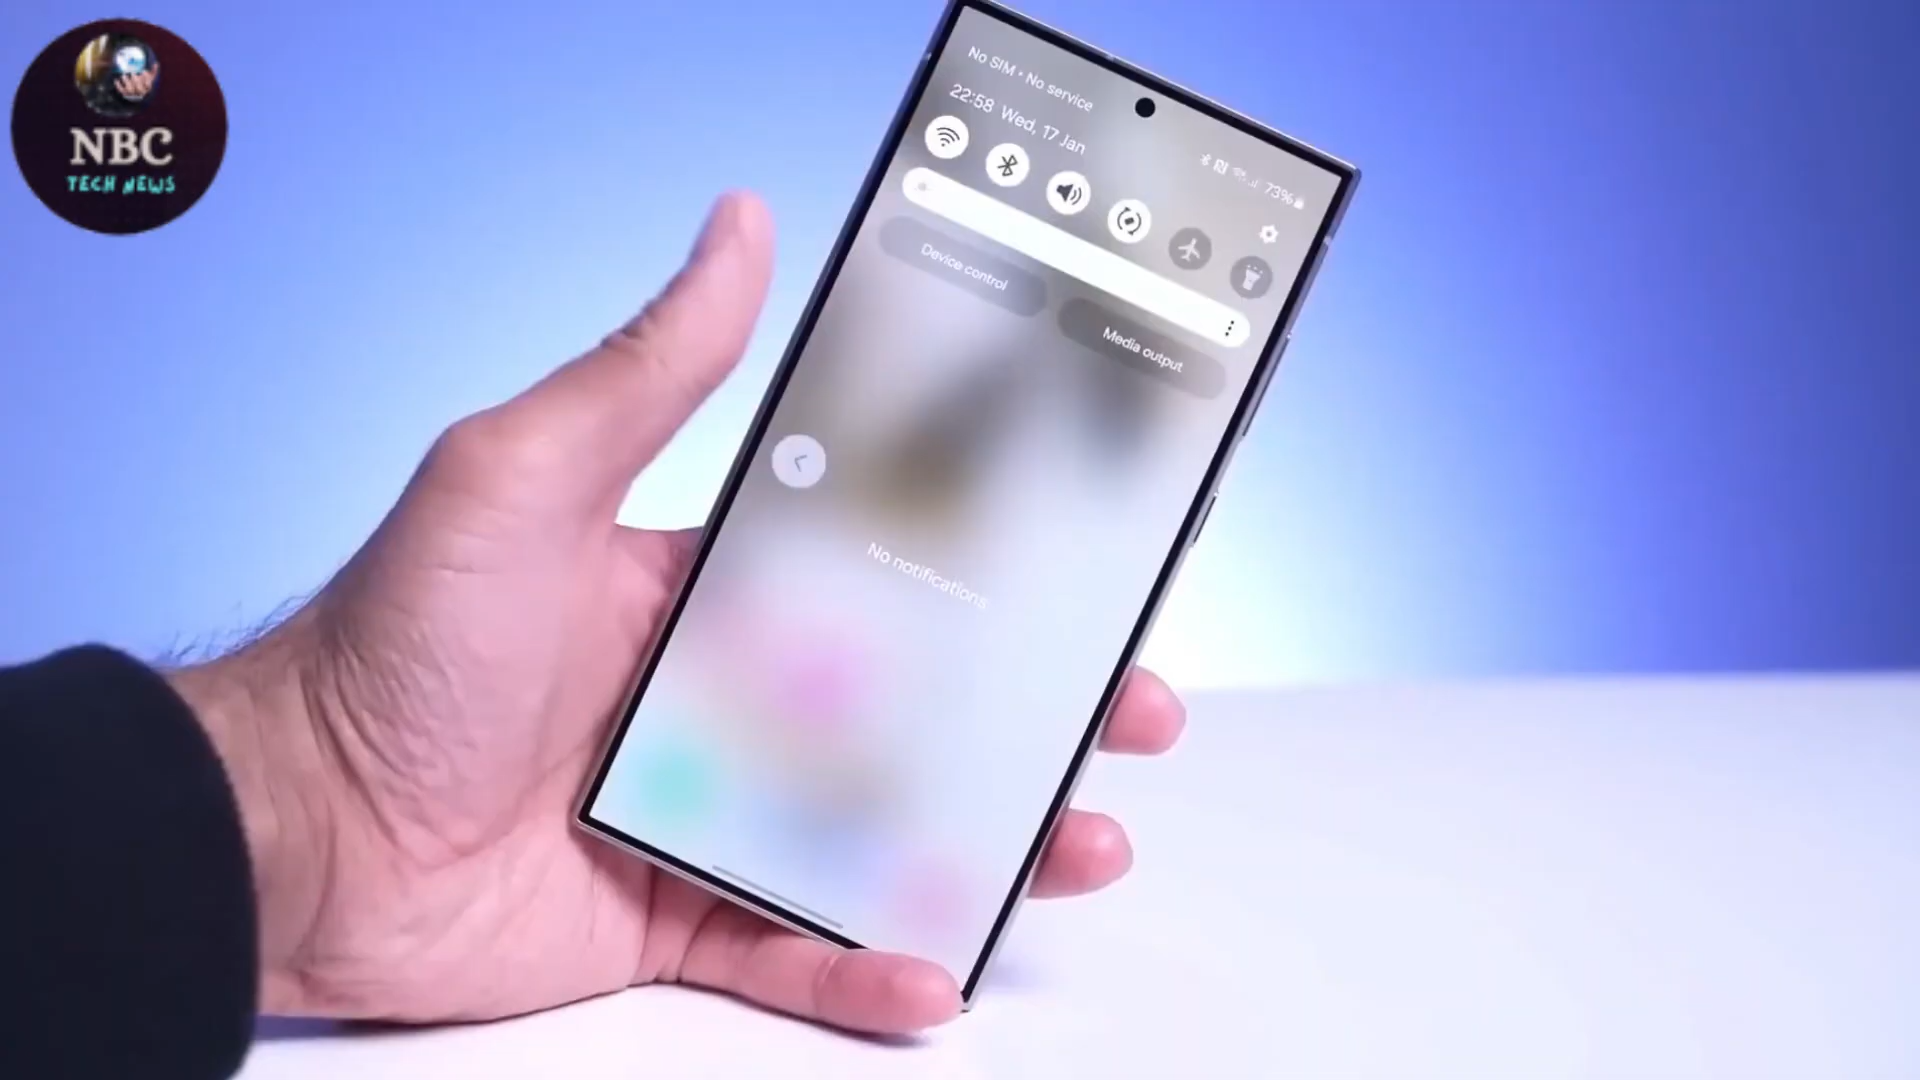 NBC
TECH NEWS
No SIM • No service
22:58 Wed, 17 Jan
73%
Device control
Media output
No notifications